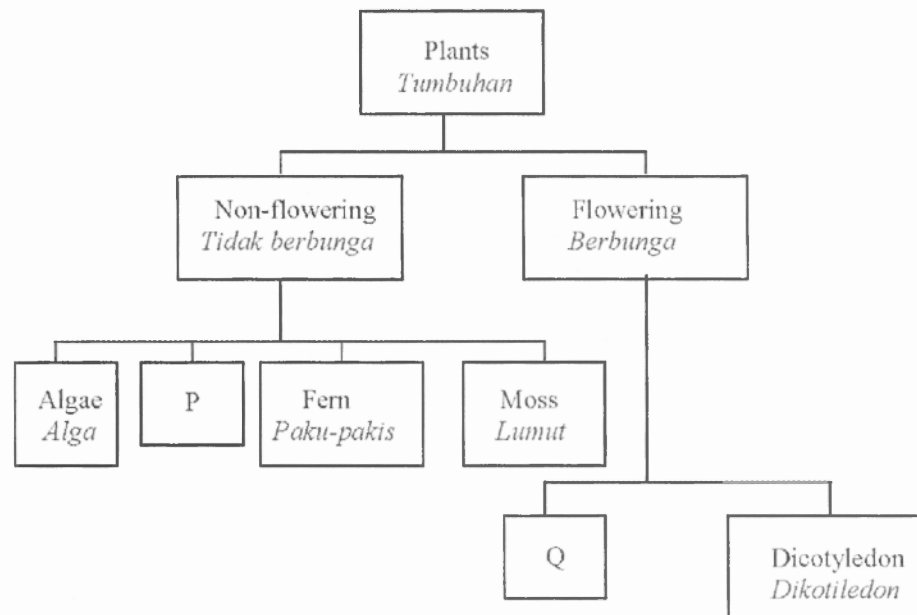 Plants
Tumbuhan
Non-flowering
Tidak berbunga
Flowering
Berbunga
Algae
Alga
P
Fern
Paku-pakis
Moss
Lumut
Q
Dicotyledon
Dikotiledon